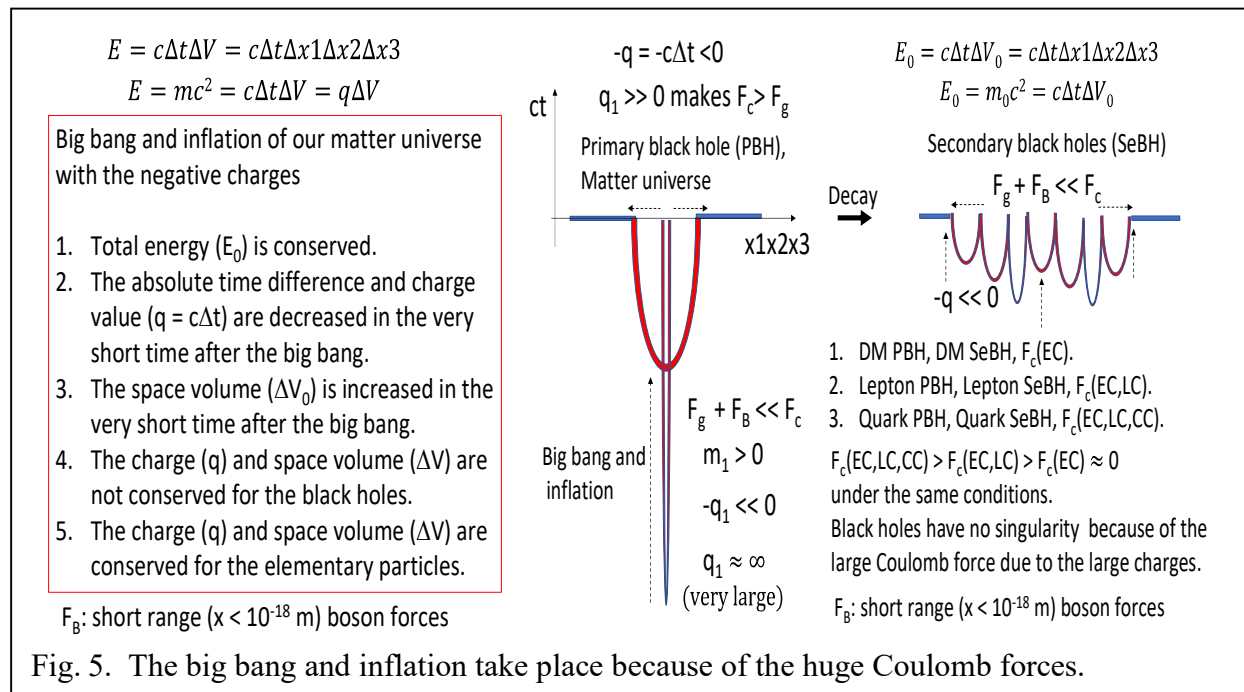 E = cΔtΔV = cΔtΔx1Δx2Δx3
E = mc² = cΔtΔV = qΔV
Big bang and inflation of our matter universe
with the negative charges
1. Total energy (E₀) is conserved.
2. The absolute time difference and charge
value (q = cΔt) are decreased in the very
short time after the big bang.
3. The space volume (ΔV₀) is increased in the
very short time after the big bang.
4. The charge (q) and space volume (ΔV) are
not conserved for the black holes.
5. The charge (q) and space volume (ΔV) are
conserved for the elementary particles.
F_B: short range (x < 10⁻¹⁸ m) boson forces
-q = -cΔt <0
q₁ >> 0 makes F_c> F_g
ct
Primary black hole (PBH),
Matter universe
x1x2x3
Big bang and
inflation
F_g + F_B << F_c
m₁ > 0
-q₁ << 0
q₁ ≈ ∞
(very large)
Decay
E₀ = cΔtΔV₀ = cΔtΔx1Δx2Δx3
E₀ = m₀c² = cΔtΔV₀
Secondary black holes (SeBH)
F_g + F_B << F_c
-q << 0
1. DM PBH, DM SeBH, F_c(EC).
2. Lepton PBH, Lepton SeBH, F_c(EC,LC).
3. Quark PBH, Quark SeBH, F_c(EC,LC,CC).
F_c(EC,LC,CC) > F_c(EC,LC) > F_c(EC) ≈ 0
under the same conditions.
Black holes have no singularity because of the
large Coulomb force due to the large charges.
F_B: short range (x < 10⁻¹⁸ m) boson forces
Fig. 5. The big bang and inflation take place because of the huge Coulomb forces.